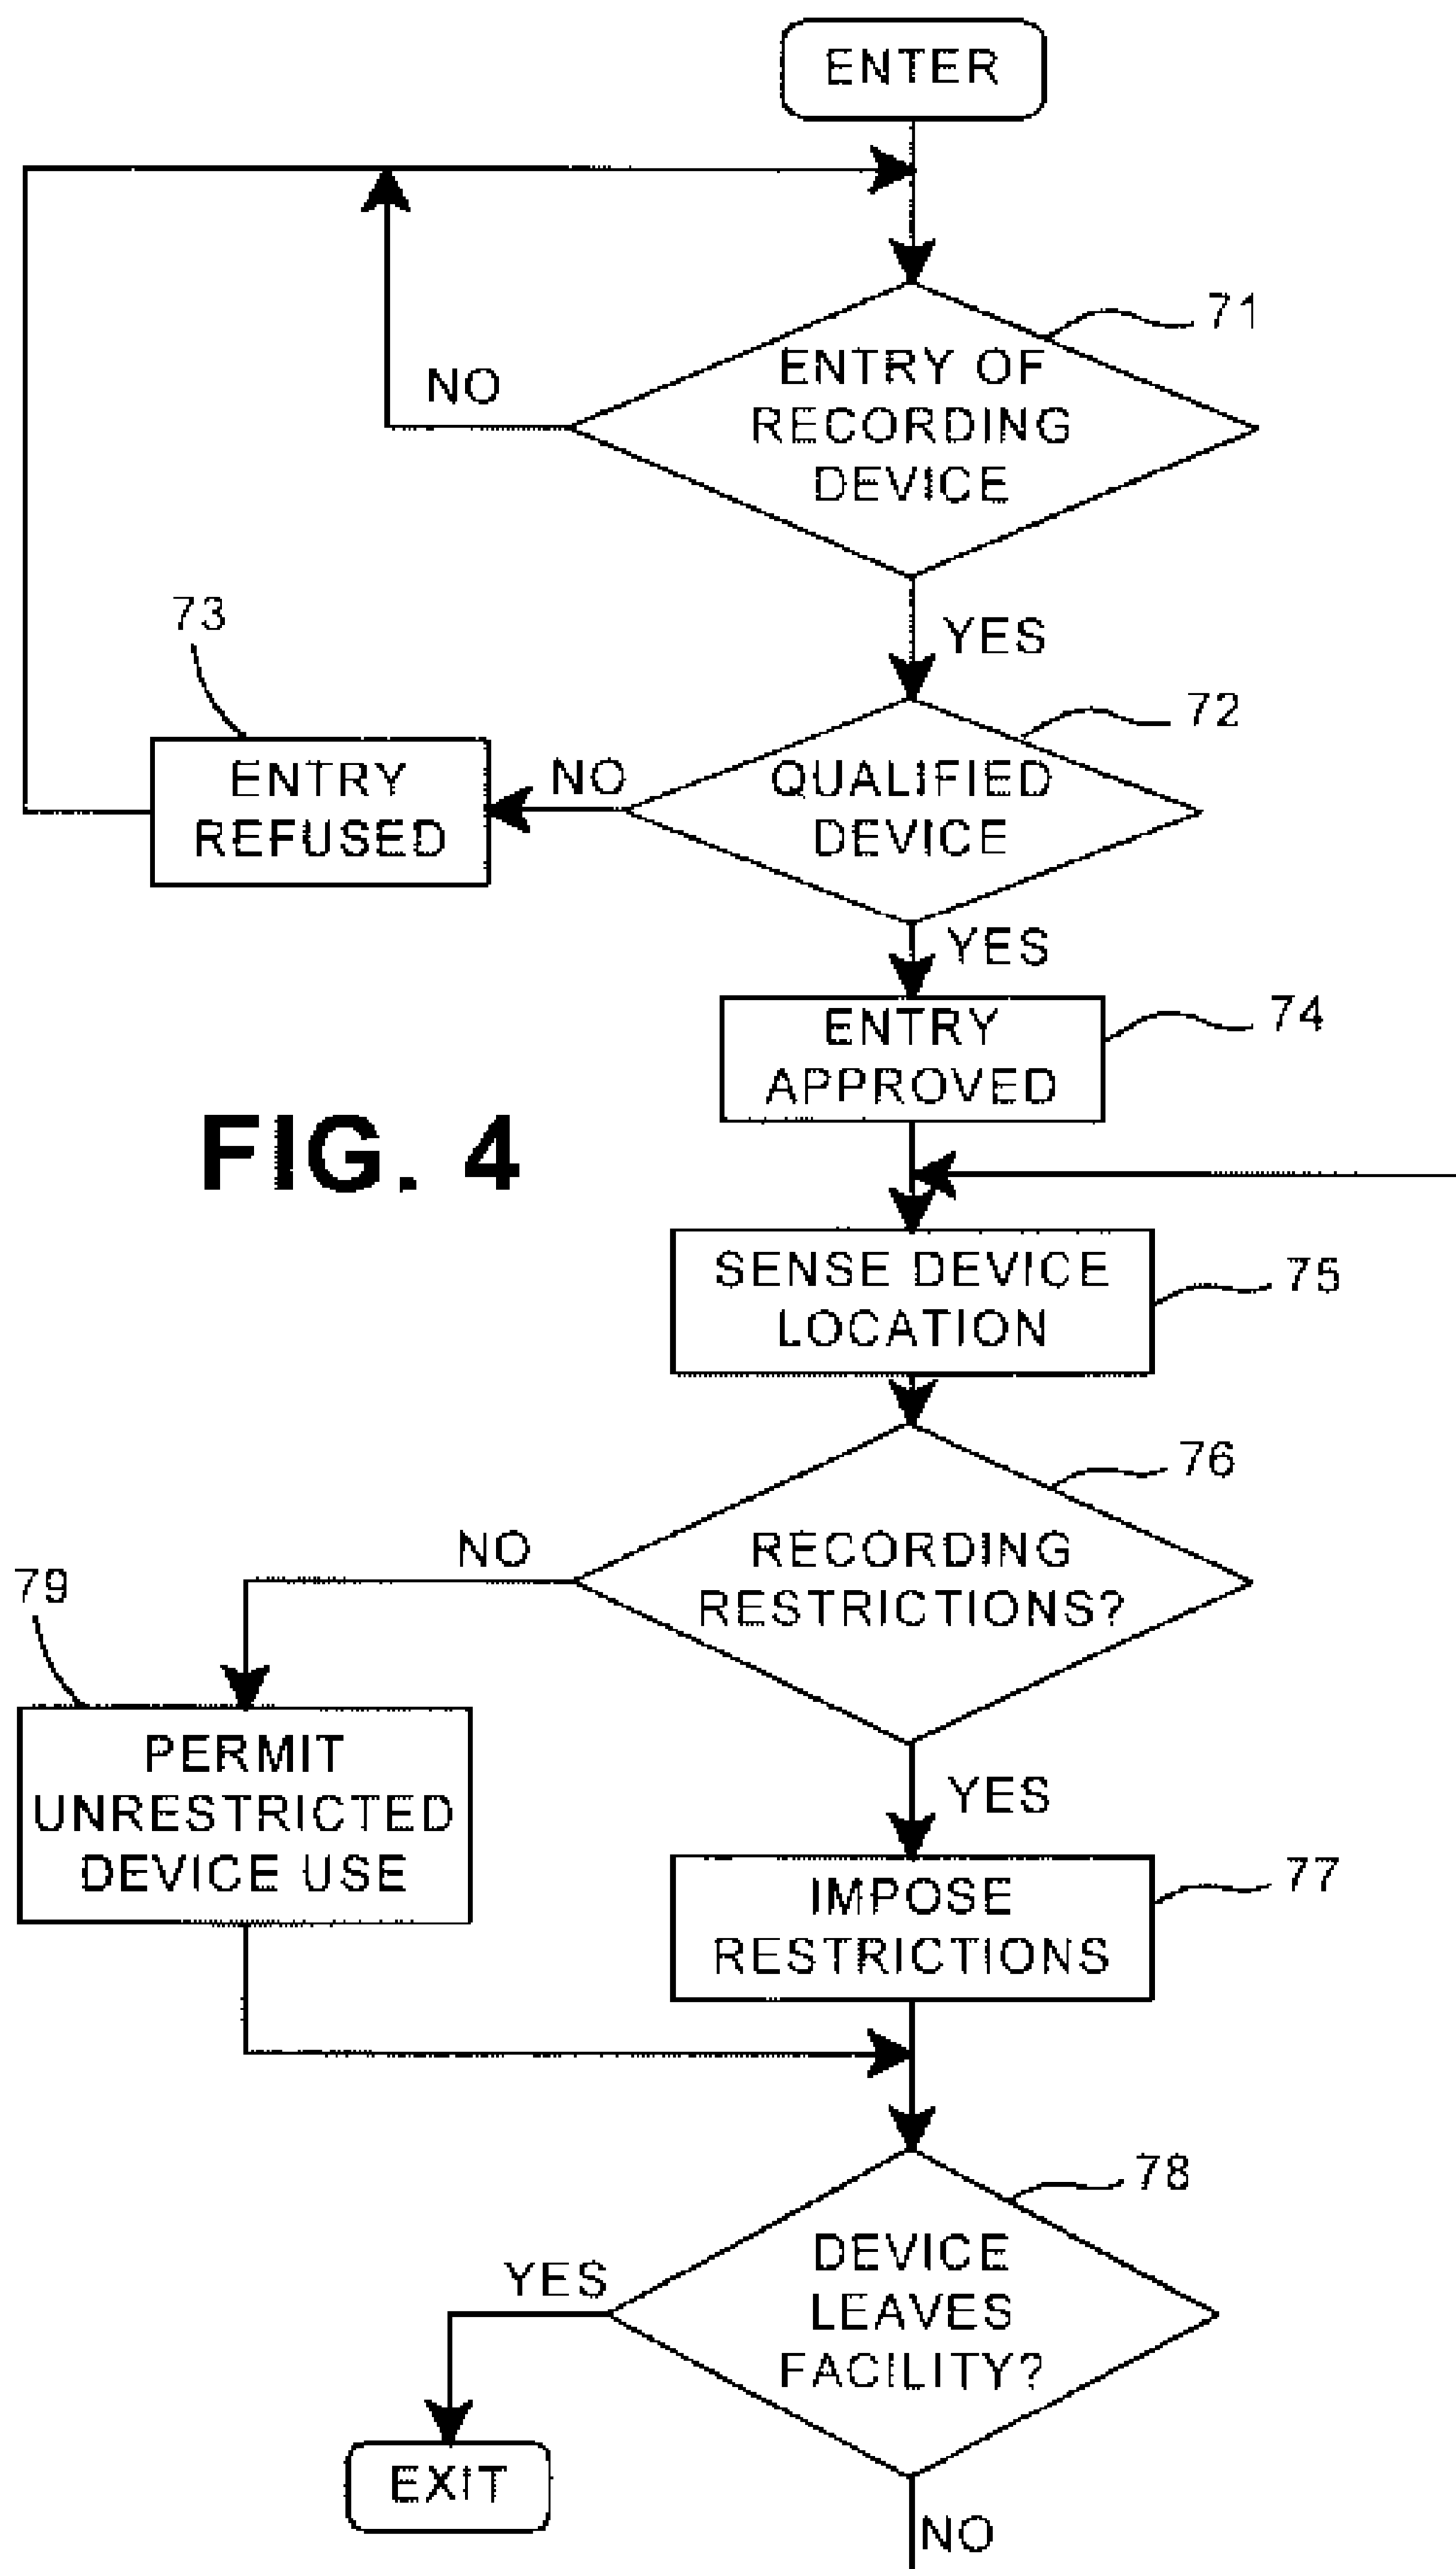 ENTER
71
ENTRY OF
RECORDING
DEVICE
NO
YES
73
72
QUALIFIED
DEVICE
NO
ENTRY
REFUSED
YES
74
ENTRY
APPROVED
FIG. 4
75
SENSE DEVICE
LOCATION
76
RECORDING
RESTRICTIONS?
NO
79
PERMIT
UNRESTRICTED
DEVICE USE
YES
77
IMPOSE
RESTRICTIONS
78
DEVICE
LEAVES
FACILITY?
YES
EXIT
NO